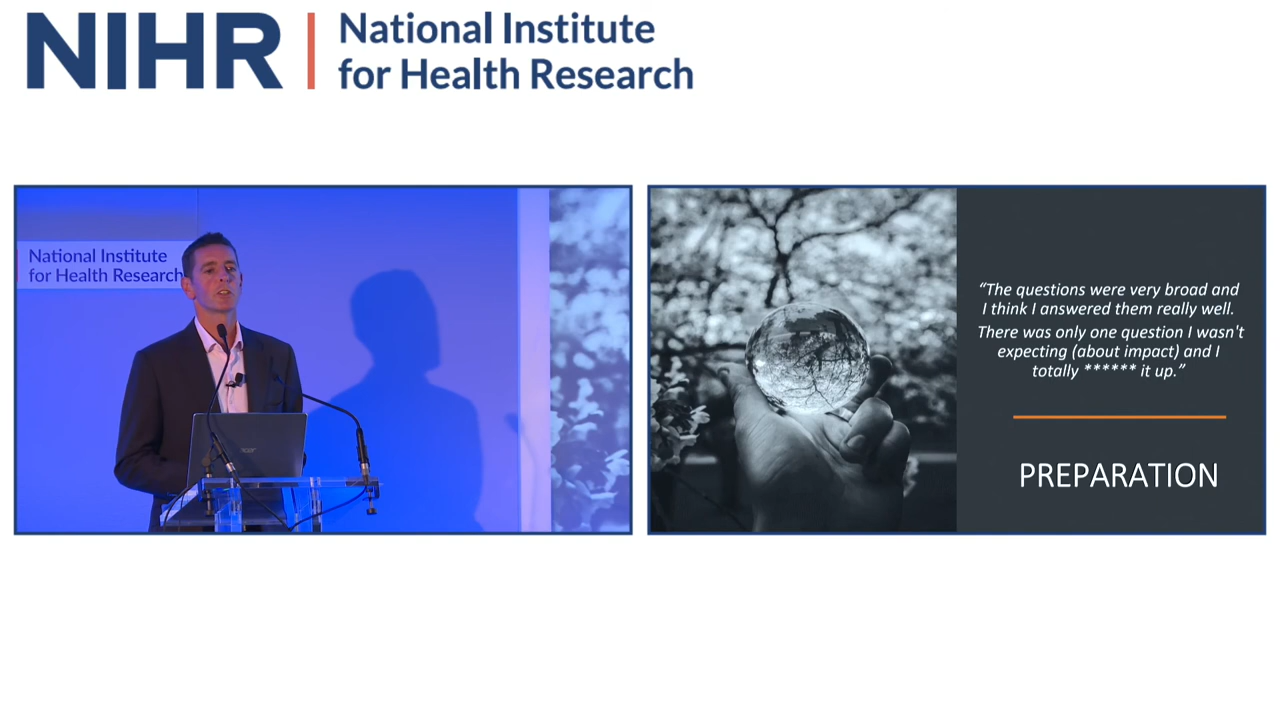 NIHR | National Institute
for Health Research
National Institute
for Health Research
acer
“The questions were very broad and
I think I answered them really well.
There was only one question I wasn't
expecting (about impact) and I
totally ****** it up.”
PREPARATION